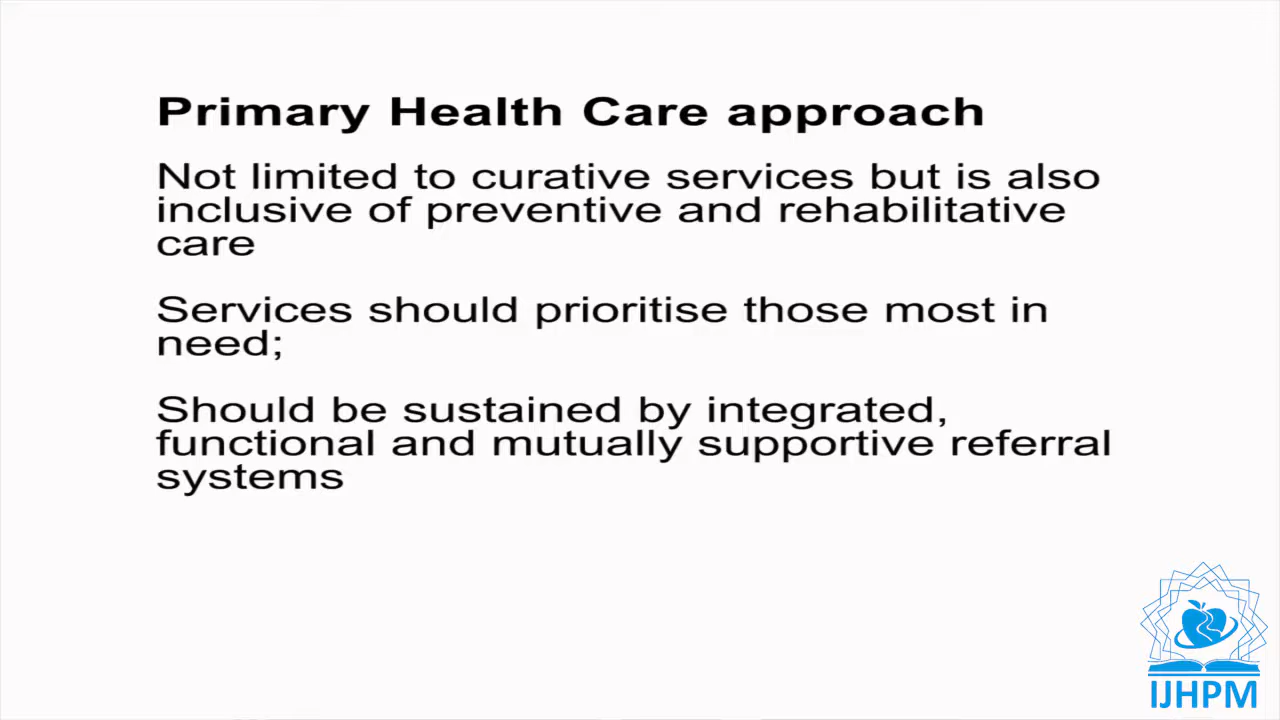 Primary Health Care approach
Not limited to curative services but is also
inclusive of preventive and rehabilitative
care
Services should prioritise those most in
need;
Should be sustained by integrated,
functional and mutually supportive referral
systems
IJHPM